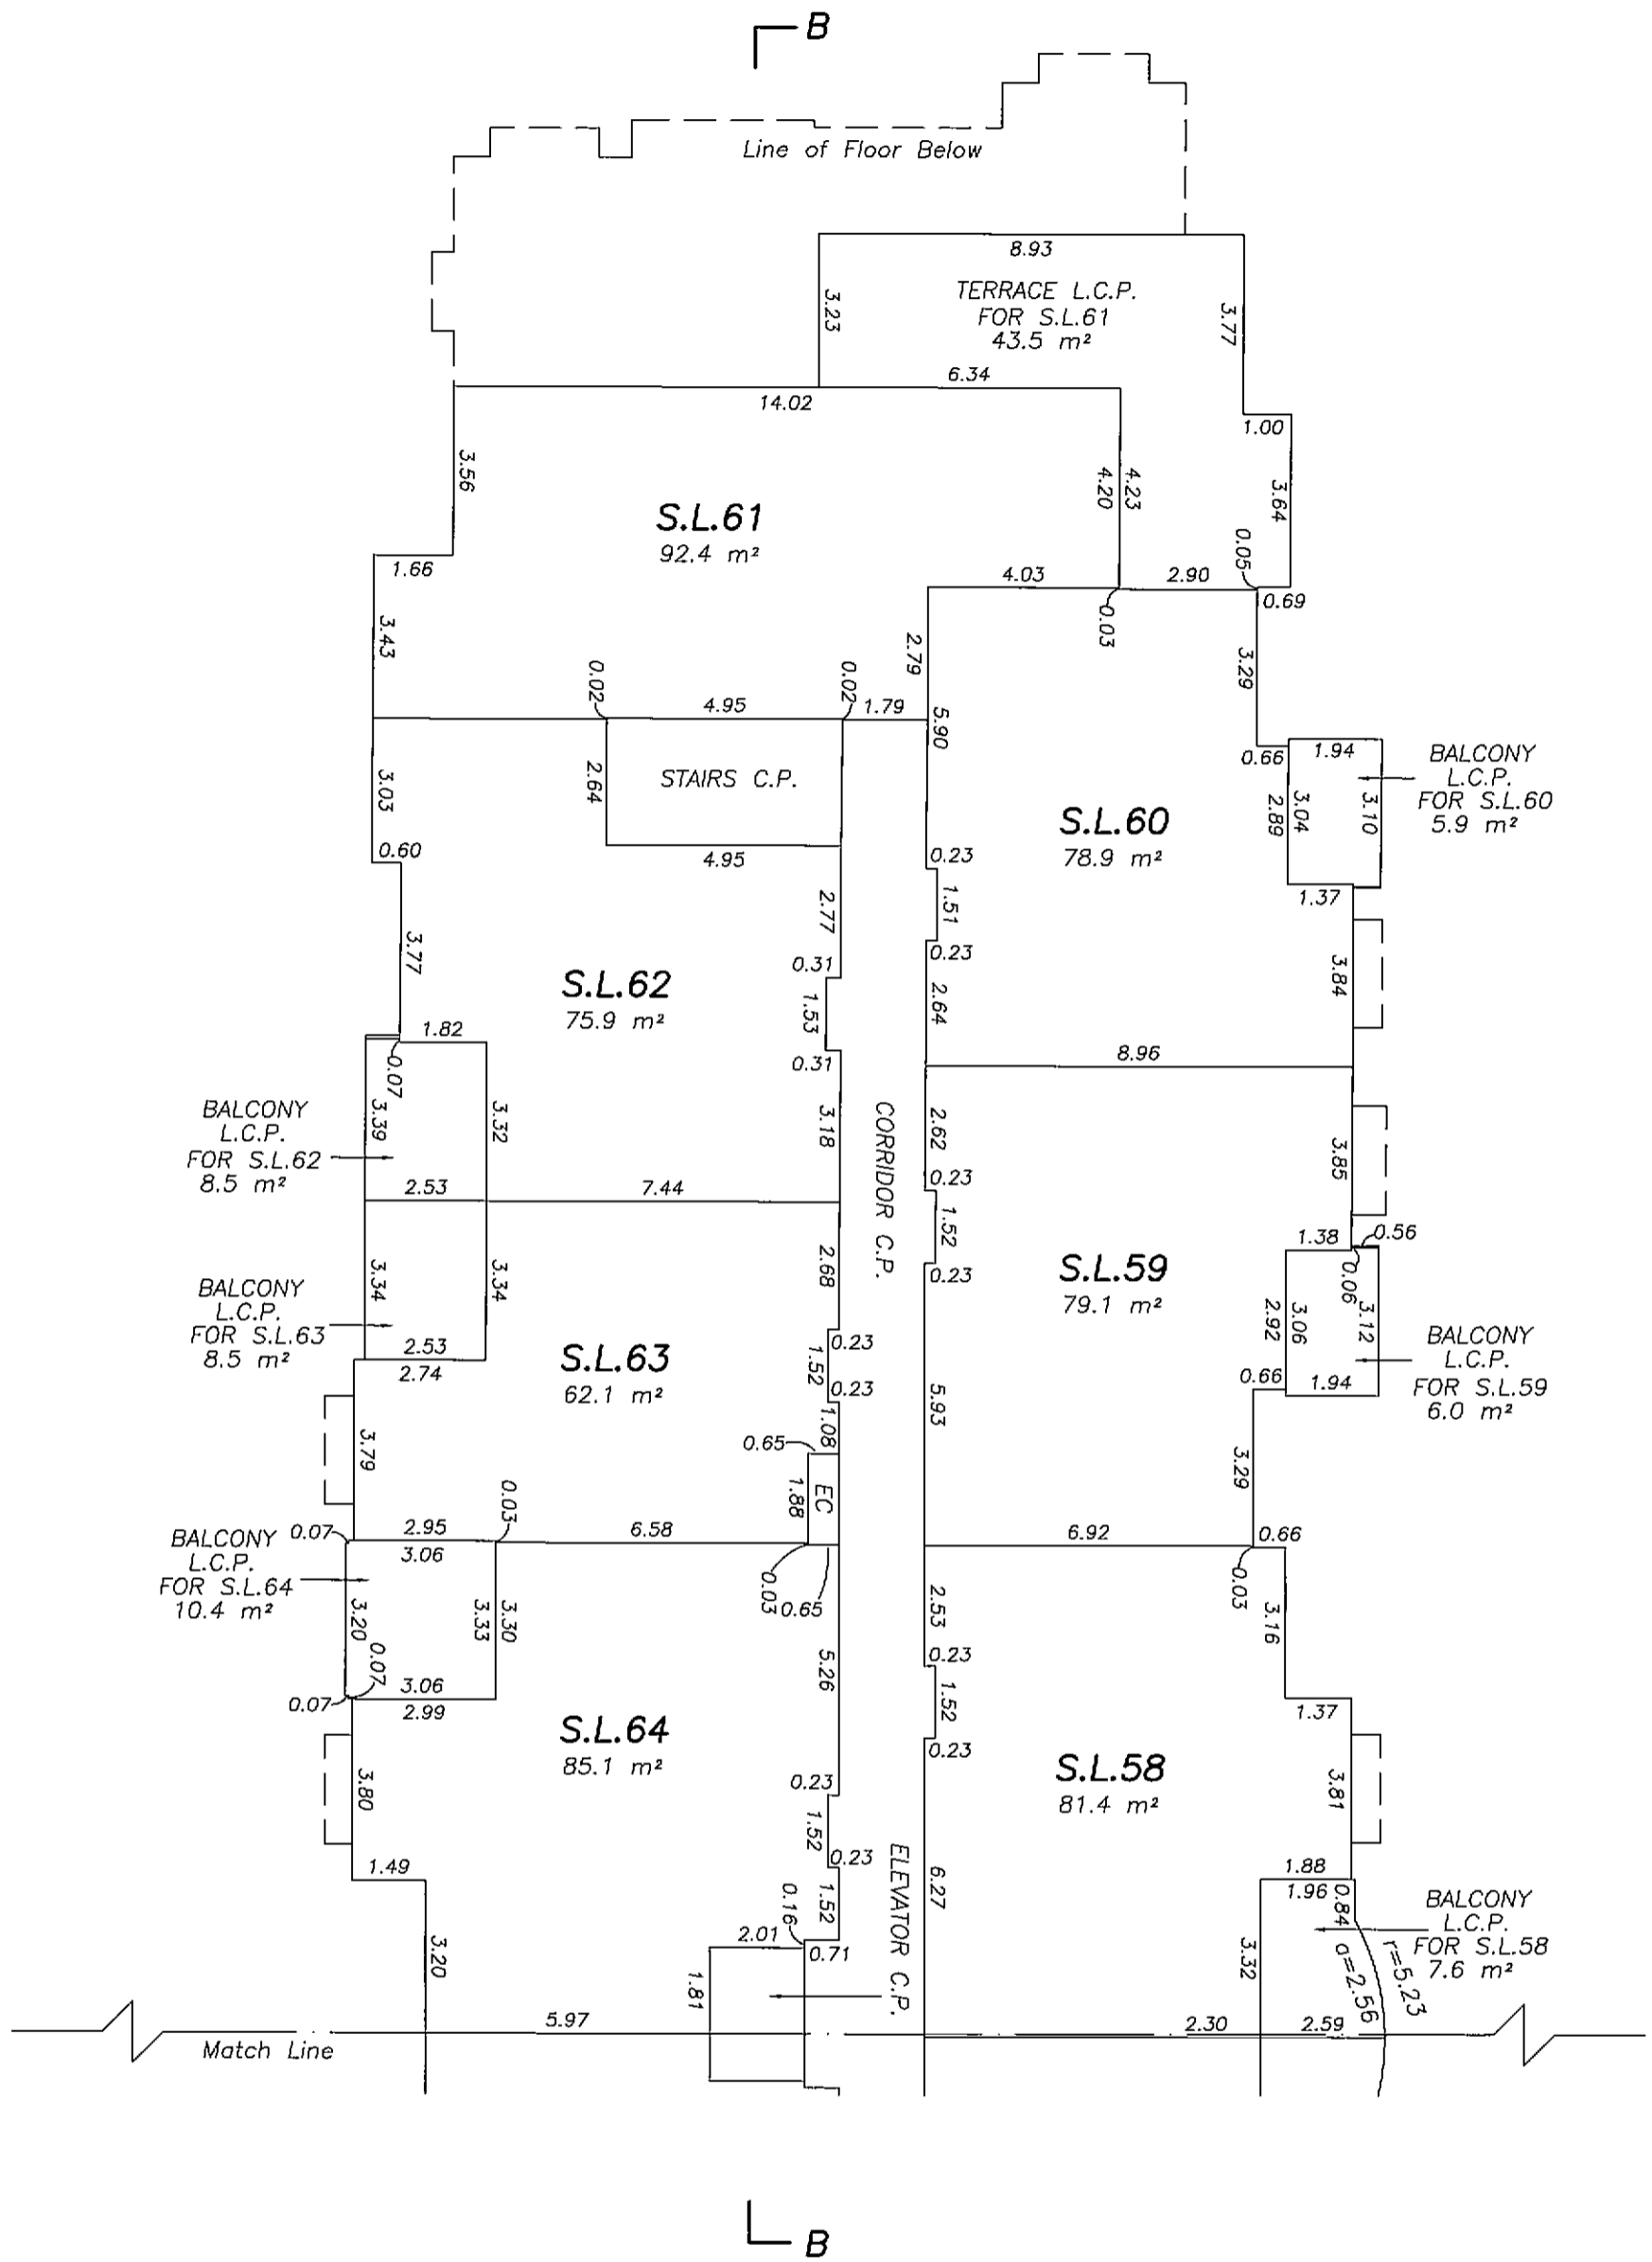 B
Line of Floor Below
8.93
TERRACE L.C.P.
FOR S.L.61
43.5 m²
3.23
3.77
6.34
14.02
1.00
3.56
4.20
4.23
3.64
S.L.61
92.4 m²
0.05
1.66
4.03
2.90
0.69
0.03
3.43
2.79
3.29
0.02
4.95
0.02
1.79
5.90
STAIRS C.P.
2.64
3.03
0.66
1.94
BALCONY
L.C.P.
FOR S.L.60
5.9 m²
2.89
3.04
3.10
S.L.60
78.9 m²
0.60
4.95
0.23
1.37
2.77
1.51
3.77
0.31
0.23
3.84
S.L.62
75.9 m²
1.53
2.64
1.82
0.31
8.96
0.07
BALCONY
L.C.P.
FOR S.L.62
8.5 m²
3.39
3.32
3.18
CORRIDOR C.P.
2.62
3.85
2.53
7.44
0.23
1.38
0.56
1.52
0.06
2.68
0.23
S.L.59
79.1 m²
BALCONY
L.C.P.
FOR S.L.63
8.5 m²
3.34
3.34
2.92
3.06
3.12
BALCONY
L.C.P.
FOR S.L.59
6.0 m²
2.53
2.74
S.L.63
62.1 m²
0.23
1.52
0.23
5.93
0.66
1.94
1.08
3.79
0.65
1.88
EC
3.29
0.03
BALCONY
L.C.P.
FOR S.L.64
10.4 m²
0.07
2.95
3.06
6.58
6.92
0.66
0.03
0.65
0.03
3.20
3.33
3.30
2.53
3.16
0.07
0.07
3.06
2.99
5.26
0.23
1.52
0.23
1.37
S.L.64
85.1 m²
S.L.58
81.4 m²
3.80
0.23
1.52
0.23
3.81
1.49
1.52
6.27
1.88
1.96
0.84
BALCONY
L.C.P.
FOR S.L.58
7.6 m²
0.16
2.01
0.71
ELEVATOR C.P.
3.20
1.81
3.32
a=2.56
r=5.23
5.97
2.30
2.59
Match Line
B